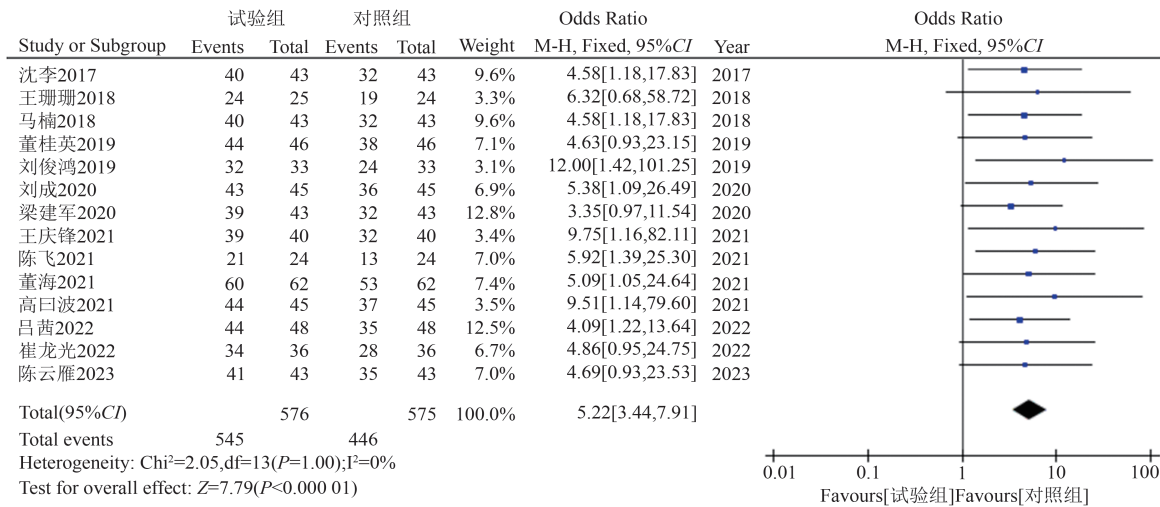 试验组 对照组 Odds Ratio Odds Ratio
Study or Subgroup Events Total Events Total Weight M-H, Fixed, 95%CI Year M-H, Fixed, 95%CI
沈李2017 40 43 32 43 9.6% 4.58[1.18,17.83] 2017
王珊珊2018 24 25 19 24 3.3% 6.32[0.68,58.72] 2018
马楠2018 40 43 32 43 9.6% 4.58[1.18,17.83] 2018
董桂英2019 44 46 38 46 7.1% 4.63[0.93,23.15] 2019
刘俊鸿2019 32 33 24 33 3.1% 12.00[1.42,101.25] 2019
刘成2020 43 45 36 45 6.9% 5.38[1.09,26.49] 2020
梁建军2020 39 43 32 43 12.8% 3.35[0.97,11.54] 2020
王庆锋2021 39 40 32 40 3.4% 9.75[1.16,82.11] 2021
陈飞2021 21 24 13 24 7.0% 5.92[1.39,25.30] 2021
董海2021 60 62 53 62 7.4% 5.09[1.05,24.64] 2021
高曰波2021 44 45 37 45 3.5% 9.51[1.14,79.60] 2021
吕茜2022 44 48 35 48 12.5% 4.09[1.22,13.64] 2022
崔龙光2022 34 36 28 36 6.7% 4.86[0.95,24.75] 2022
陈云雁2023 41 43 35 43 7.0% 4.69[0.93,23.53] 2023
Total(95%CI) 576 575 100.0% 5.22[3.44,7.91]
Total events 545 446
Heterogeneity: Chi²=2.05,df=13(P=1.00);I²=0%
Test for overall effect: Z=7.79(P<0.000 01)
0.01 0.1 1 10 100
Favours[试验组]Favours[对照组]